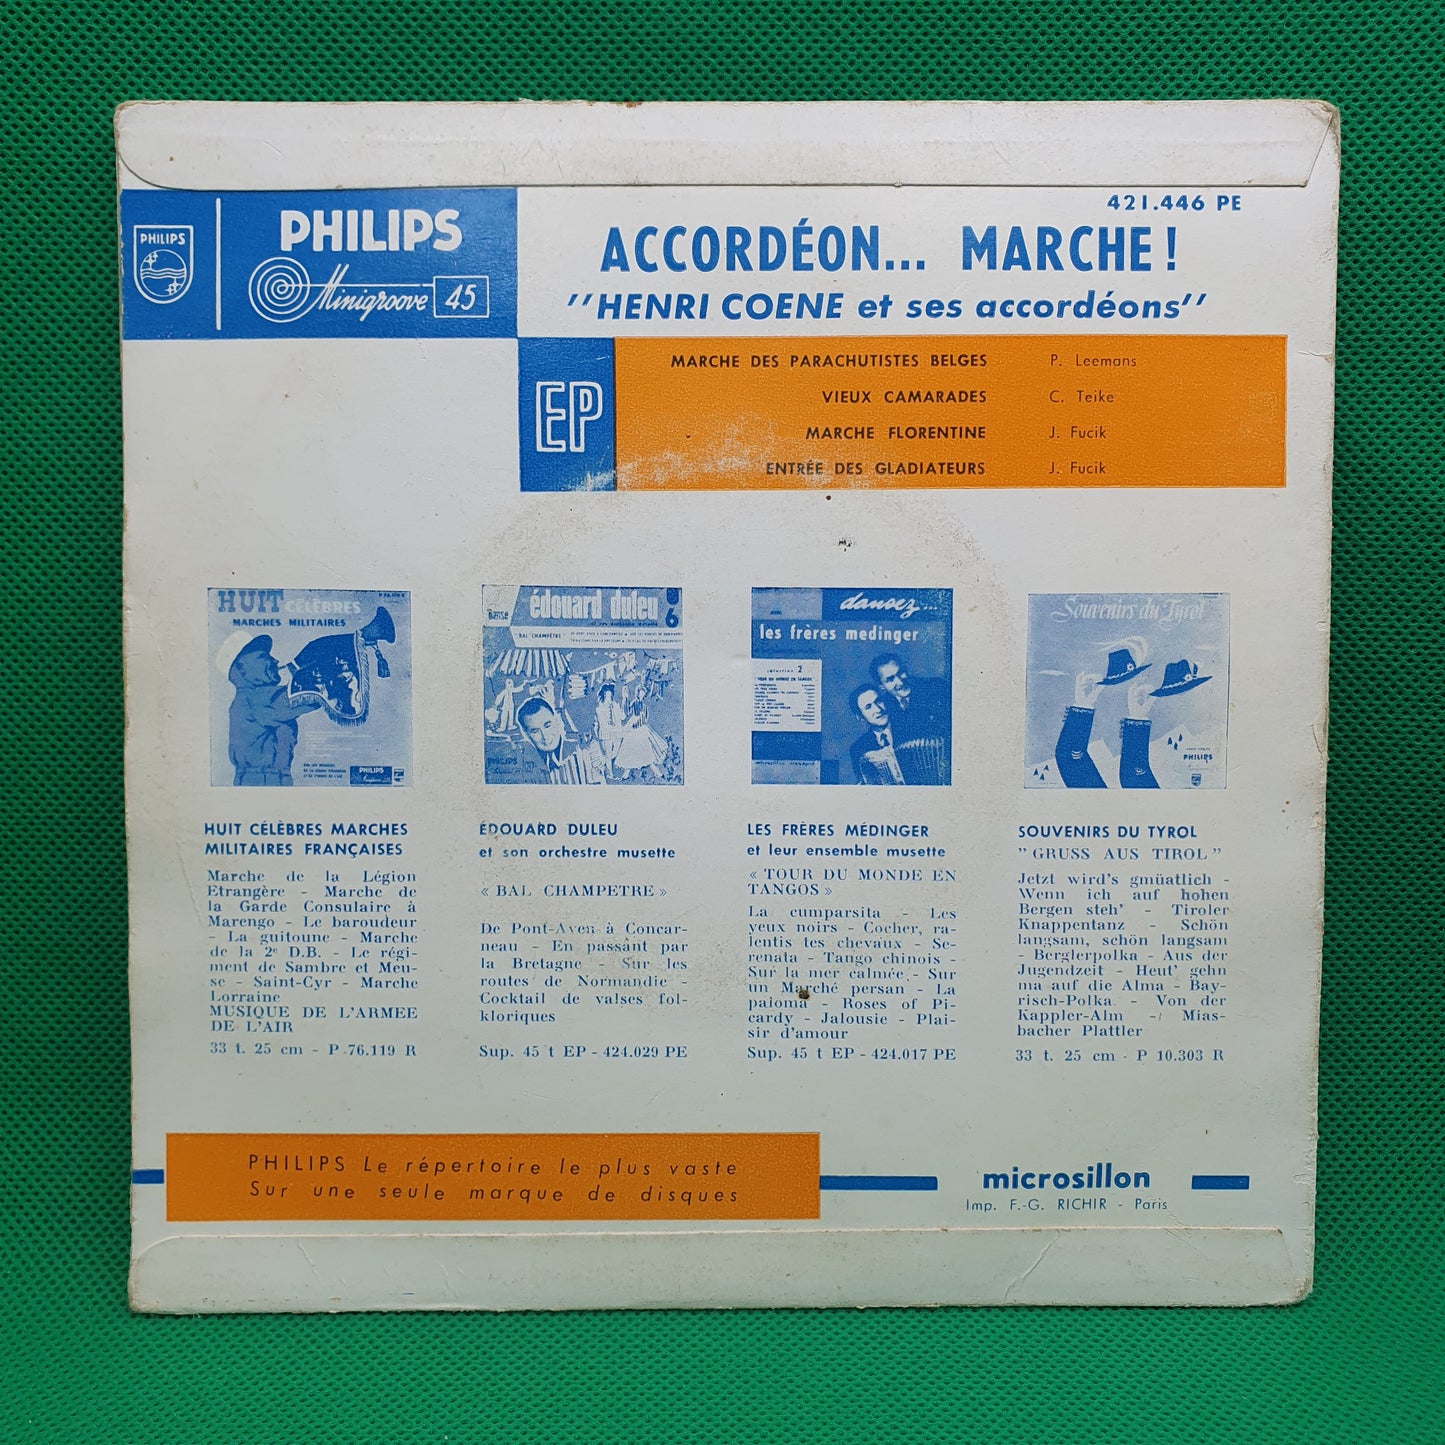 421.446 PE
PHILIPS
PHILIPS
Minigroove 45
ACCORDÉON... MARCHE !
"HENRI COENE et ses accordéons"
EP
MARCHE DES PARACHUTISTES BELGES P. Leemans
VIEUX CAMARADES C. Teike
MARCHE FLORENTINE J. Fucik
ENTRÉE DES GLADIATEURS J. Fucik
HUIT CÉLÈBRES
MARCHES MILITAIRES
PHILIPS
HUIT CÉLÈBRES MARCHES
MILITAIRES FRANÇAISES
Marche de la Légion
Etrangère - Marche de
la Garde Consulaire à
Marengo - Le baroudeur
- La guitoune - Marche
de la 2e D.B. - Le régi-
ment de Sambre et Meu-
se - Saint-Cyr - Marche
Lorraine
MUSIQUE DE L'ARMEE
DE L'AIR
33 t. 25 cm - P 76.119 R
danse
édouard duleu
6
BAL CHAMPÊTRE
PHILIPS
ÉDOUARD DULEU
et son orchestre musette
« BAL CHAMPETRE »
De Pont-Aven à Concar-
neau - En passant par
la Bretagne - Sur les
routes de Normandie -
Cocktail de valses fol-
kloriques
Sup. 45 t EP - 424.029 PE
dansez...
les frères medinger
sélection 2
LES FRÈRES MÉDINGER
et leur ensemble musette
« TOUR DU MONDE EN
TANGOS »
La cumparsita - Les
yeux noirs - Cocher, ra-
lentis tes chevaux - Se-
renata - Tango chinois -
Sur la mer calmée - Sur
un Marché persan - La
paloma - Roses of Pi-
cardy - Jalousie - Plai-
sir d'amour
Sup. 45 t EP - 424.017 PE
Souvenirs du Tyrol
PHILIPS
SOUVENIRS DU TYROL
"GRUSS AUS TIROL"
Jetzt wird's gmüatlich -
Wenn ich auf hohen
Bergen steh' - Tiroler
Knappentanz - Schön
langsam, schön langsam
- Berglerpolka - Aus der
Jugendzeit - Heut' gehn
ma auf die Alma - Bay-
risch-Polka - Von der
Kappler-Alm - Mias-
bacher Plattler
33 t. 25 cm - P 10.303 R
PHILIPS Le répertoire le plus vaste
Sur une seule marque de disques
microsillon
Imp. F.-G. RICHIR - Paris